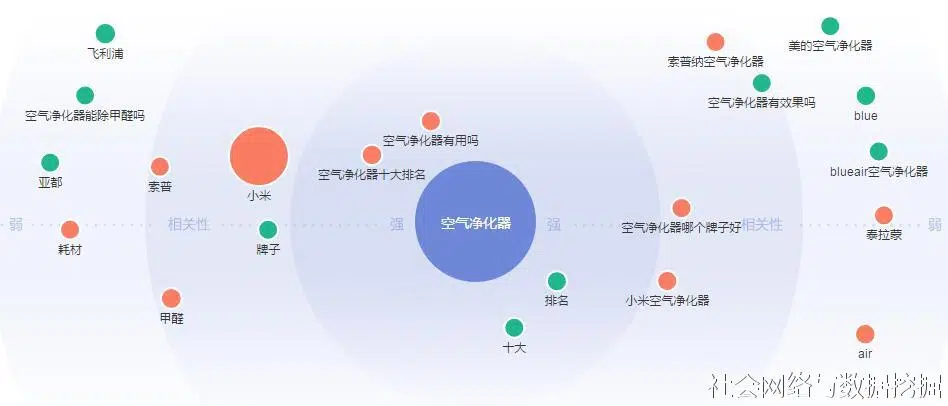 飞利浦
美的空气净化器
索普纳空气净化器
空气净化器能除甲醛吗
空气净化器有效果吗
blue
空气净化器有用吗
空气净化器十大排名
blueair空气净化器
亚都
索普
小米
弱
相关性
强
空气净化器
强
相关性
弱
空气净化器哪个牌子好
泰拉蒙
耗材
牌子
排名
小米空气净化器
甲醛
十大
air
社会网络与数据挖掘